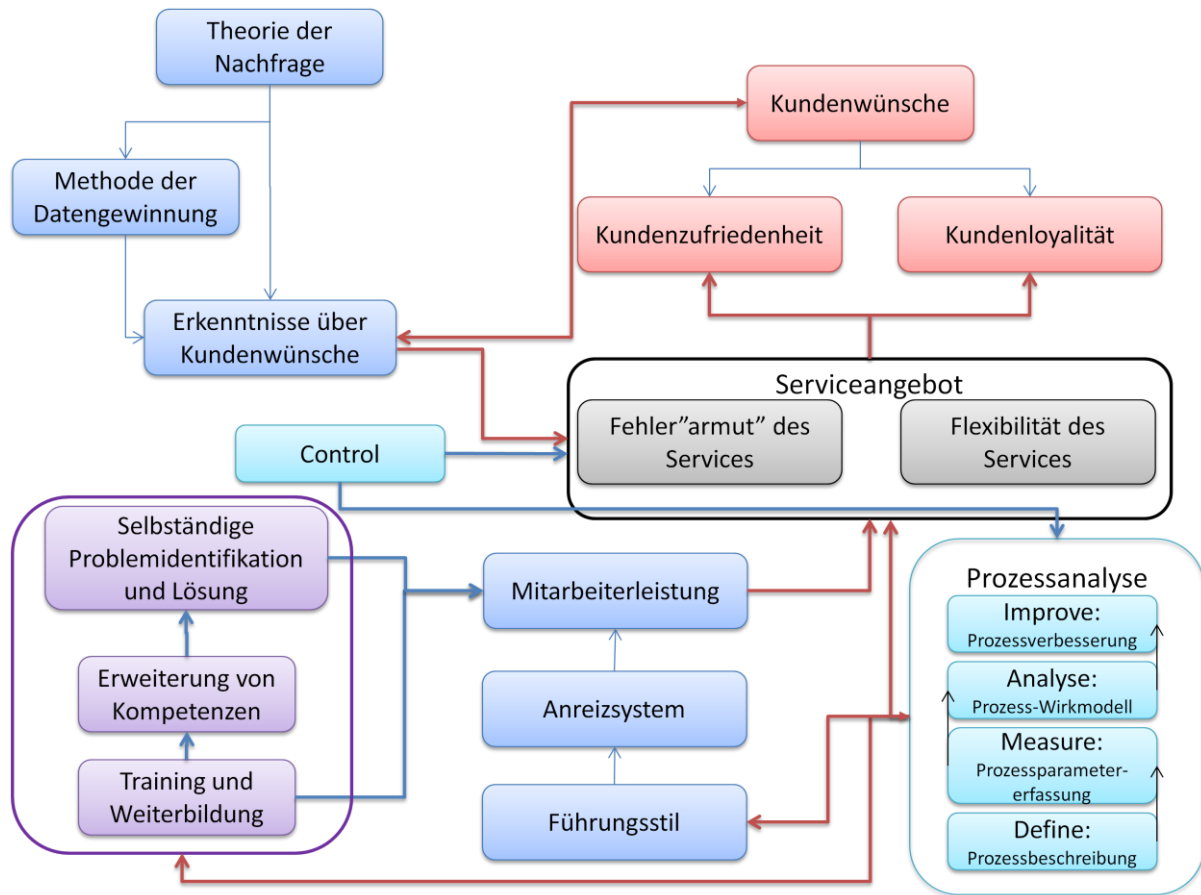 Theorie der
Nachfrage
Kundenwünsche
Methode der
Datengewinnung
Kundenzufriedenheit
Kundenloyalität
Erkenntnisse über
Kundenwünsche
Serviceangebot
Fehler”armut” des
Services
Flexibilität des
Services
Control
Selbständige
Problemidentifikation
und Lösung
Mitarbeiterleistung
Prozessanalyse
Improve:
Prozessverbesserung
Erweiterung von
Kompetenzen
Anreizsystem
Analyse:
Prozess-Wirkmodell
Measure:
Prozessparameter-
erfassung
Training und
Weiterbildung
Führungsstil
Define:
Prozessbeschreibung